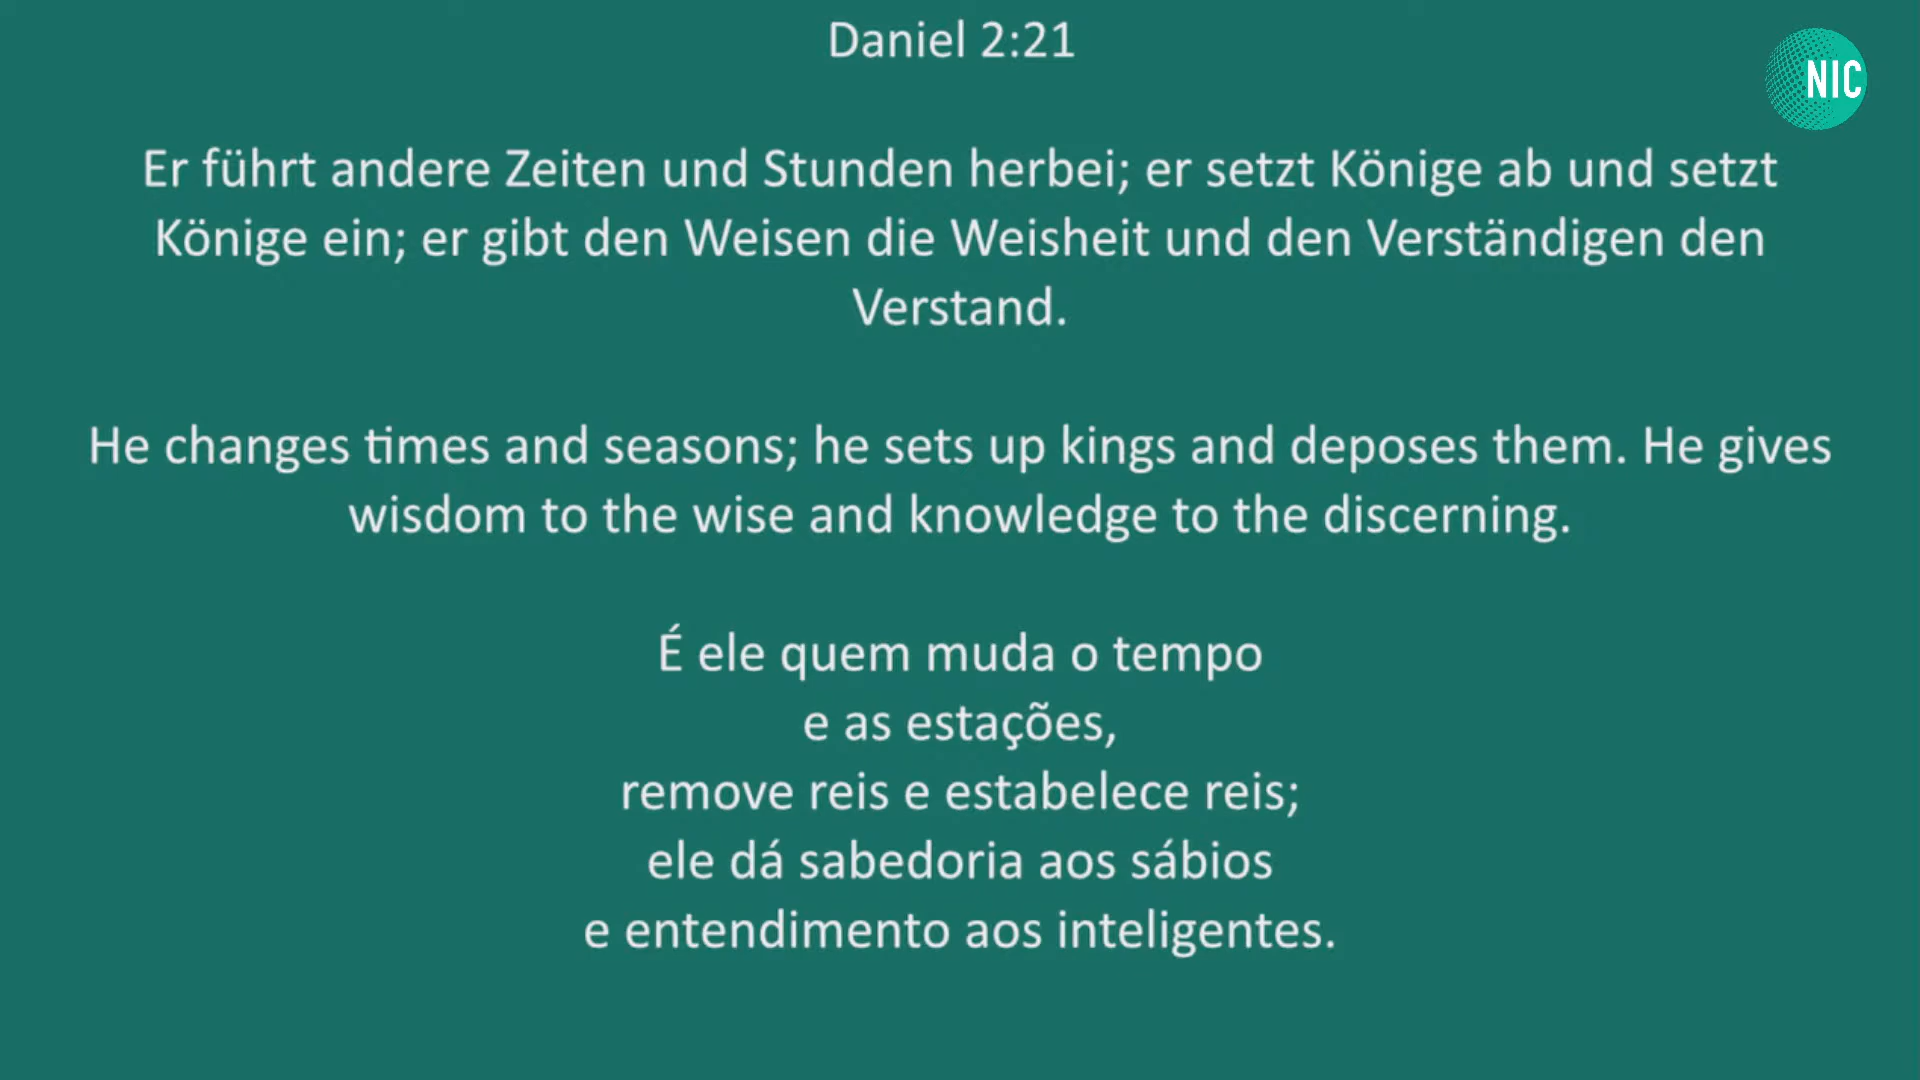 Daniel 2:21
NIC
Er führt andere Zeiten und Stunden herbei; er setzt Könige ab und setzt
Könige ein; er gibt den Weisen die Weisheit und den Verständigen den
Verstand.
He changes times and seasons; he sets up kings and deposes them. He gives
wisdom to the wise and knowledge to the discerning.
É ele quem muda o tempo
e as estações,
remove reis e estabelece reis;
ele dá sabedoria aos sábios
e entendimento aos inteligentes.